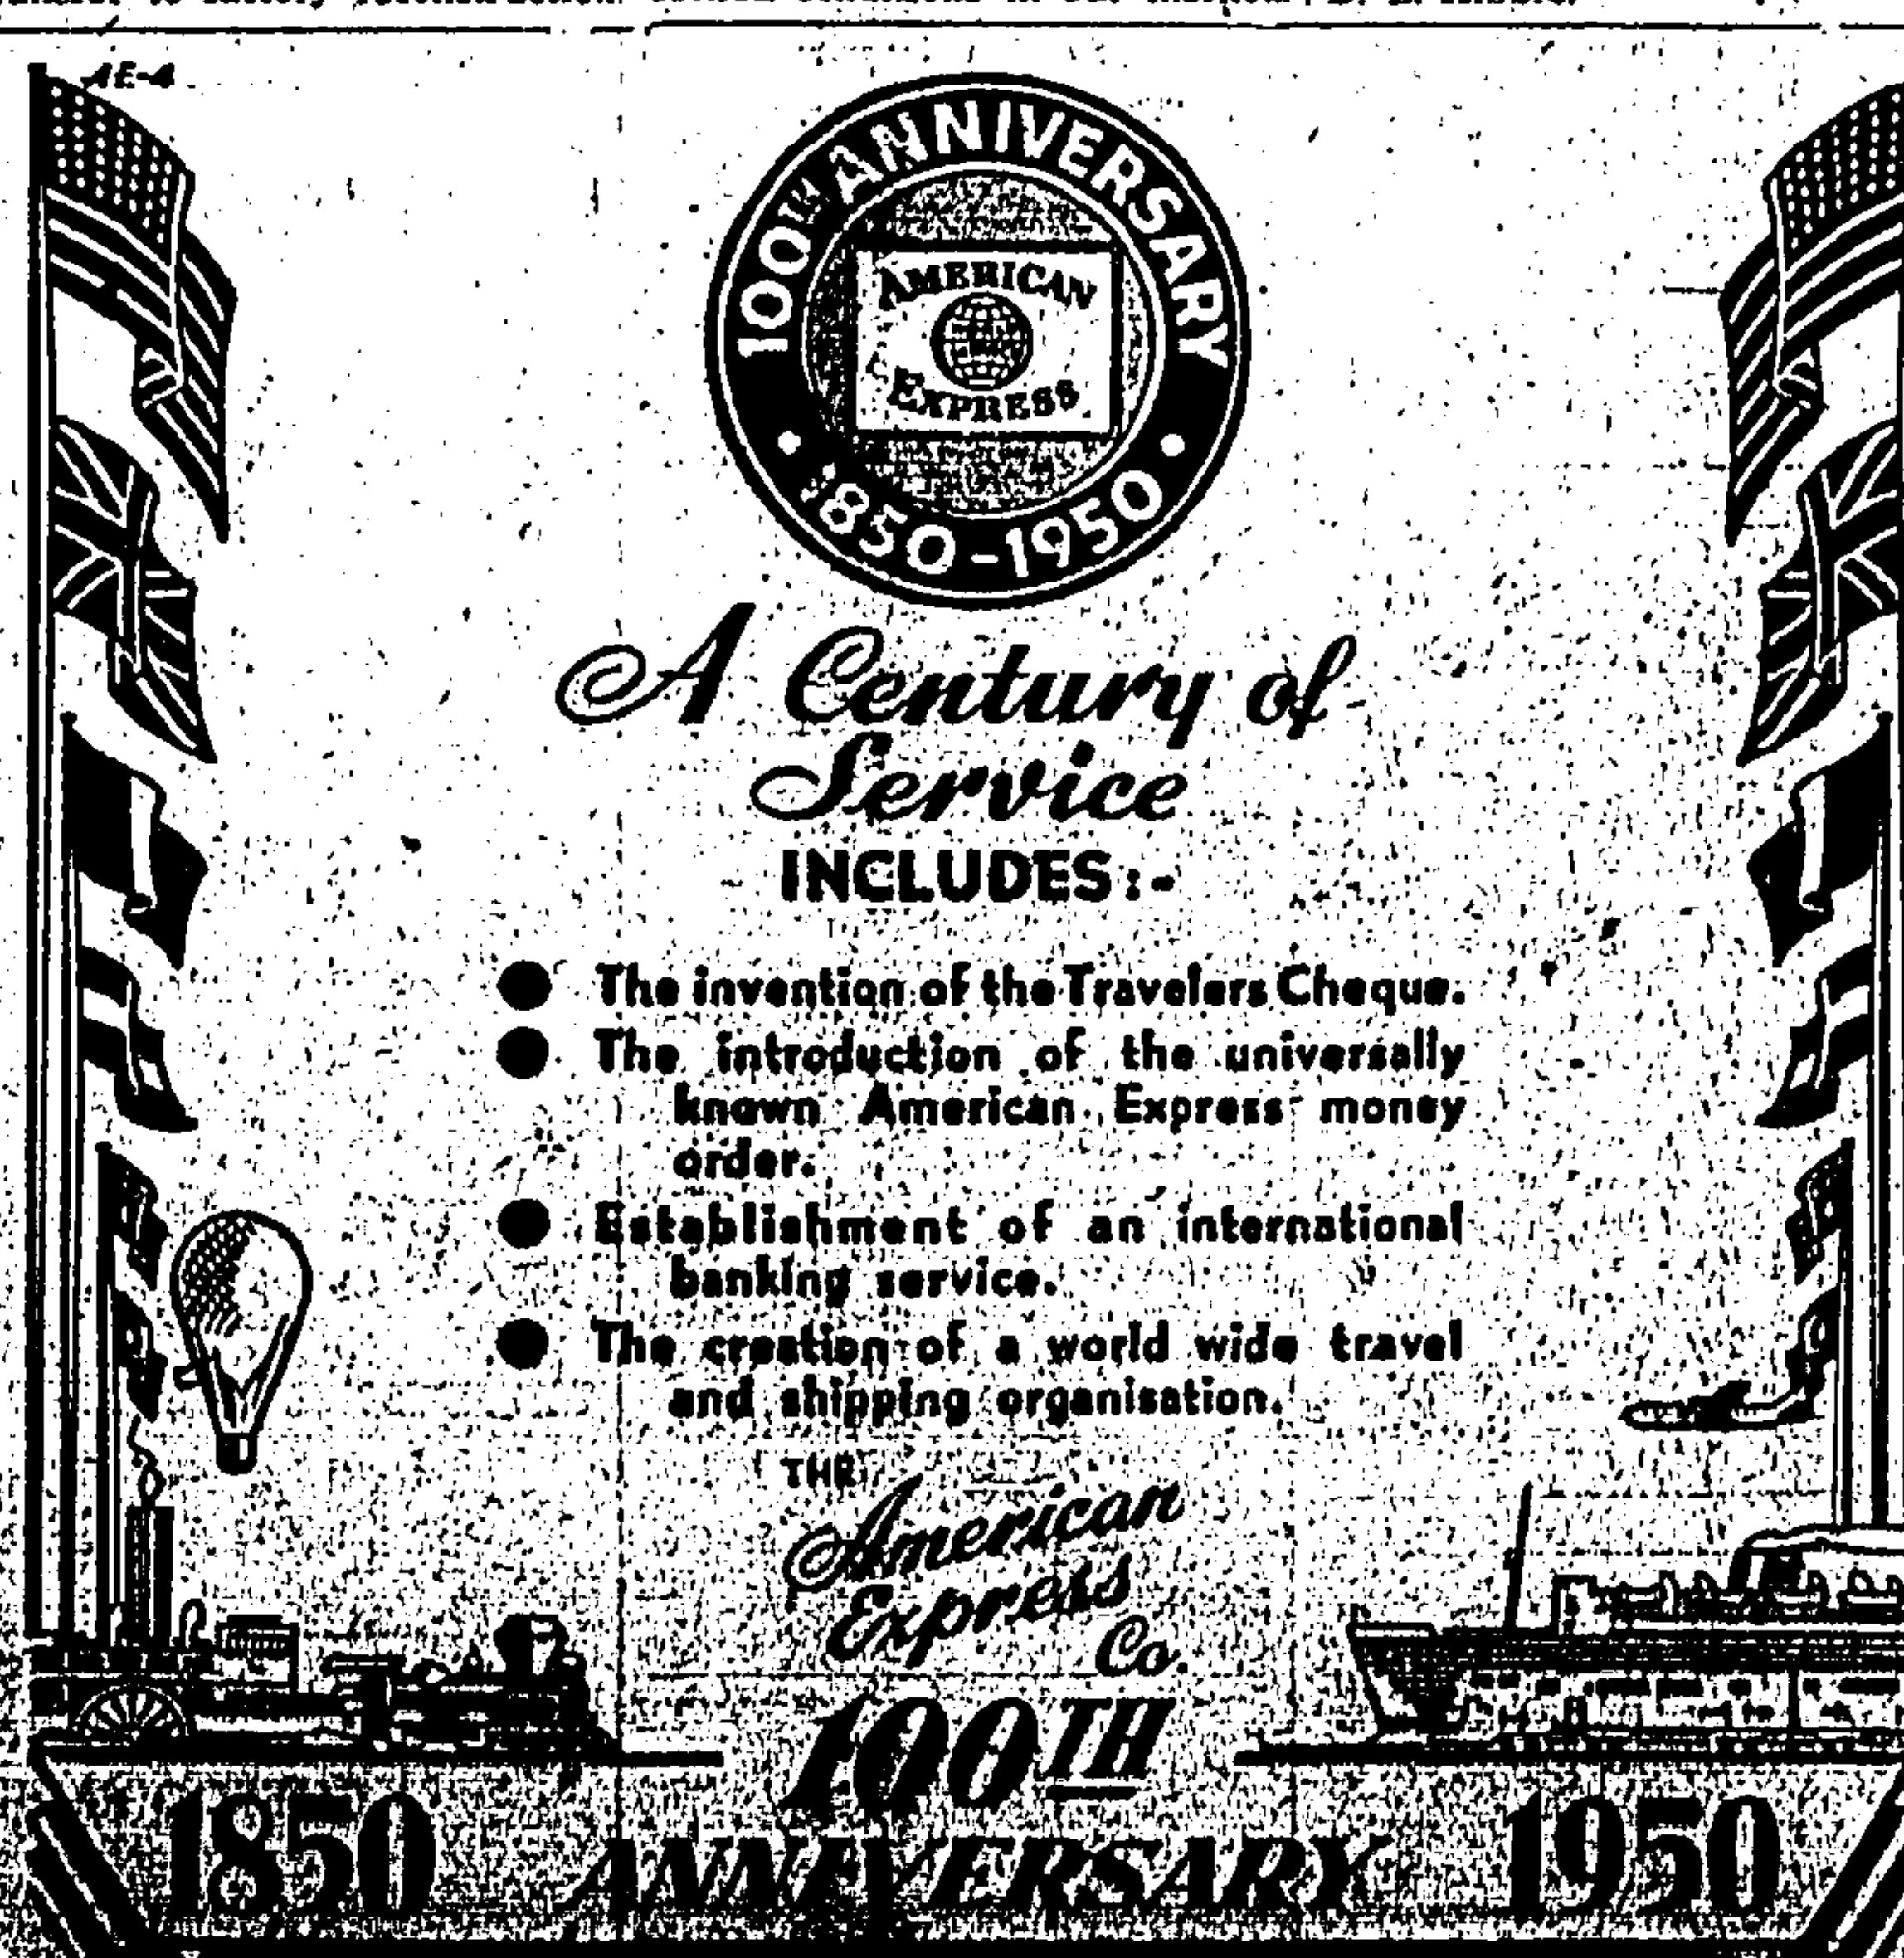 AE-4
100TH ANNIVERSARY
AMERICAN
EXPRESS
1850-1950
A Century of
Service
INCLUDES:-
● The invention of the Travelers Cheque.
● The introduction of the universally
known American Express money
order.
● Establishment of an international
banking service.
● The creation of a world wide travel
and shipping organisation.
THE
American
Express
Co.
100TH
1850 ANNIVERSARY 1950